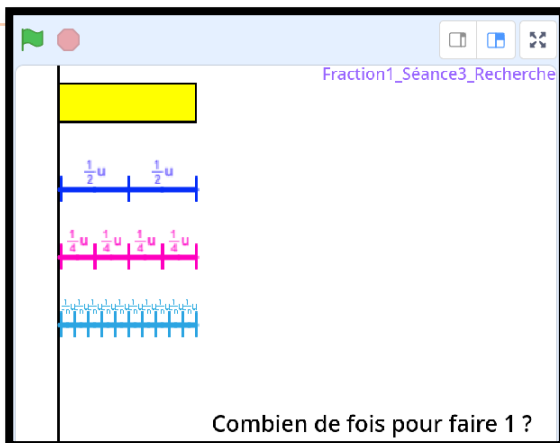 Fraction1_Séance3_Recherche
1/2 u 1/2 u
1/4 u 1/4 u 1/4 u 1/4 u
Combien de fois pour faire 1 ?